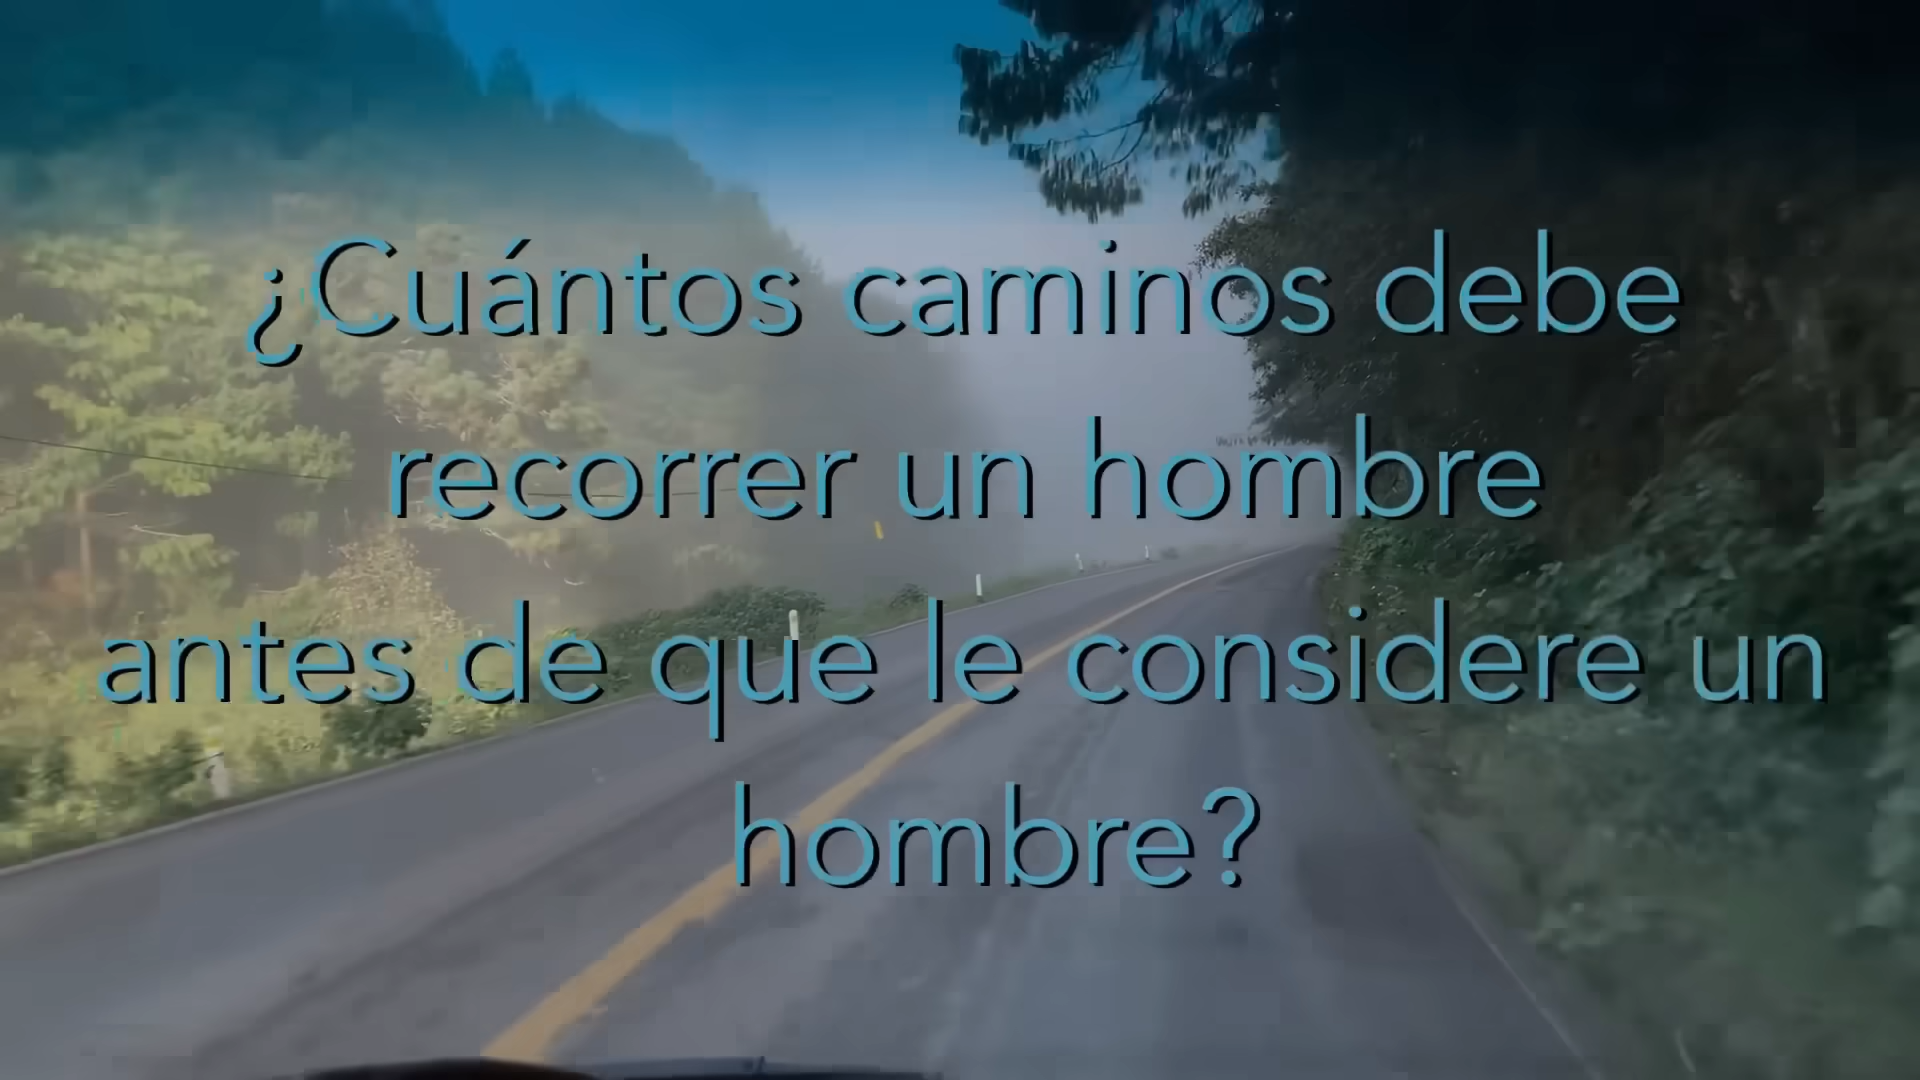 ¿Cuántos caminos debe
recorrer un hombre
antes de que le considere un
hombre?